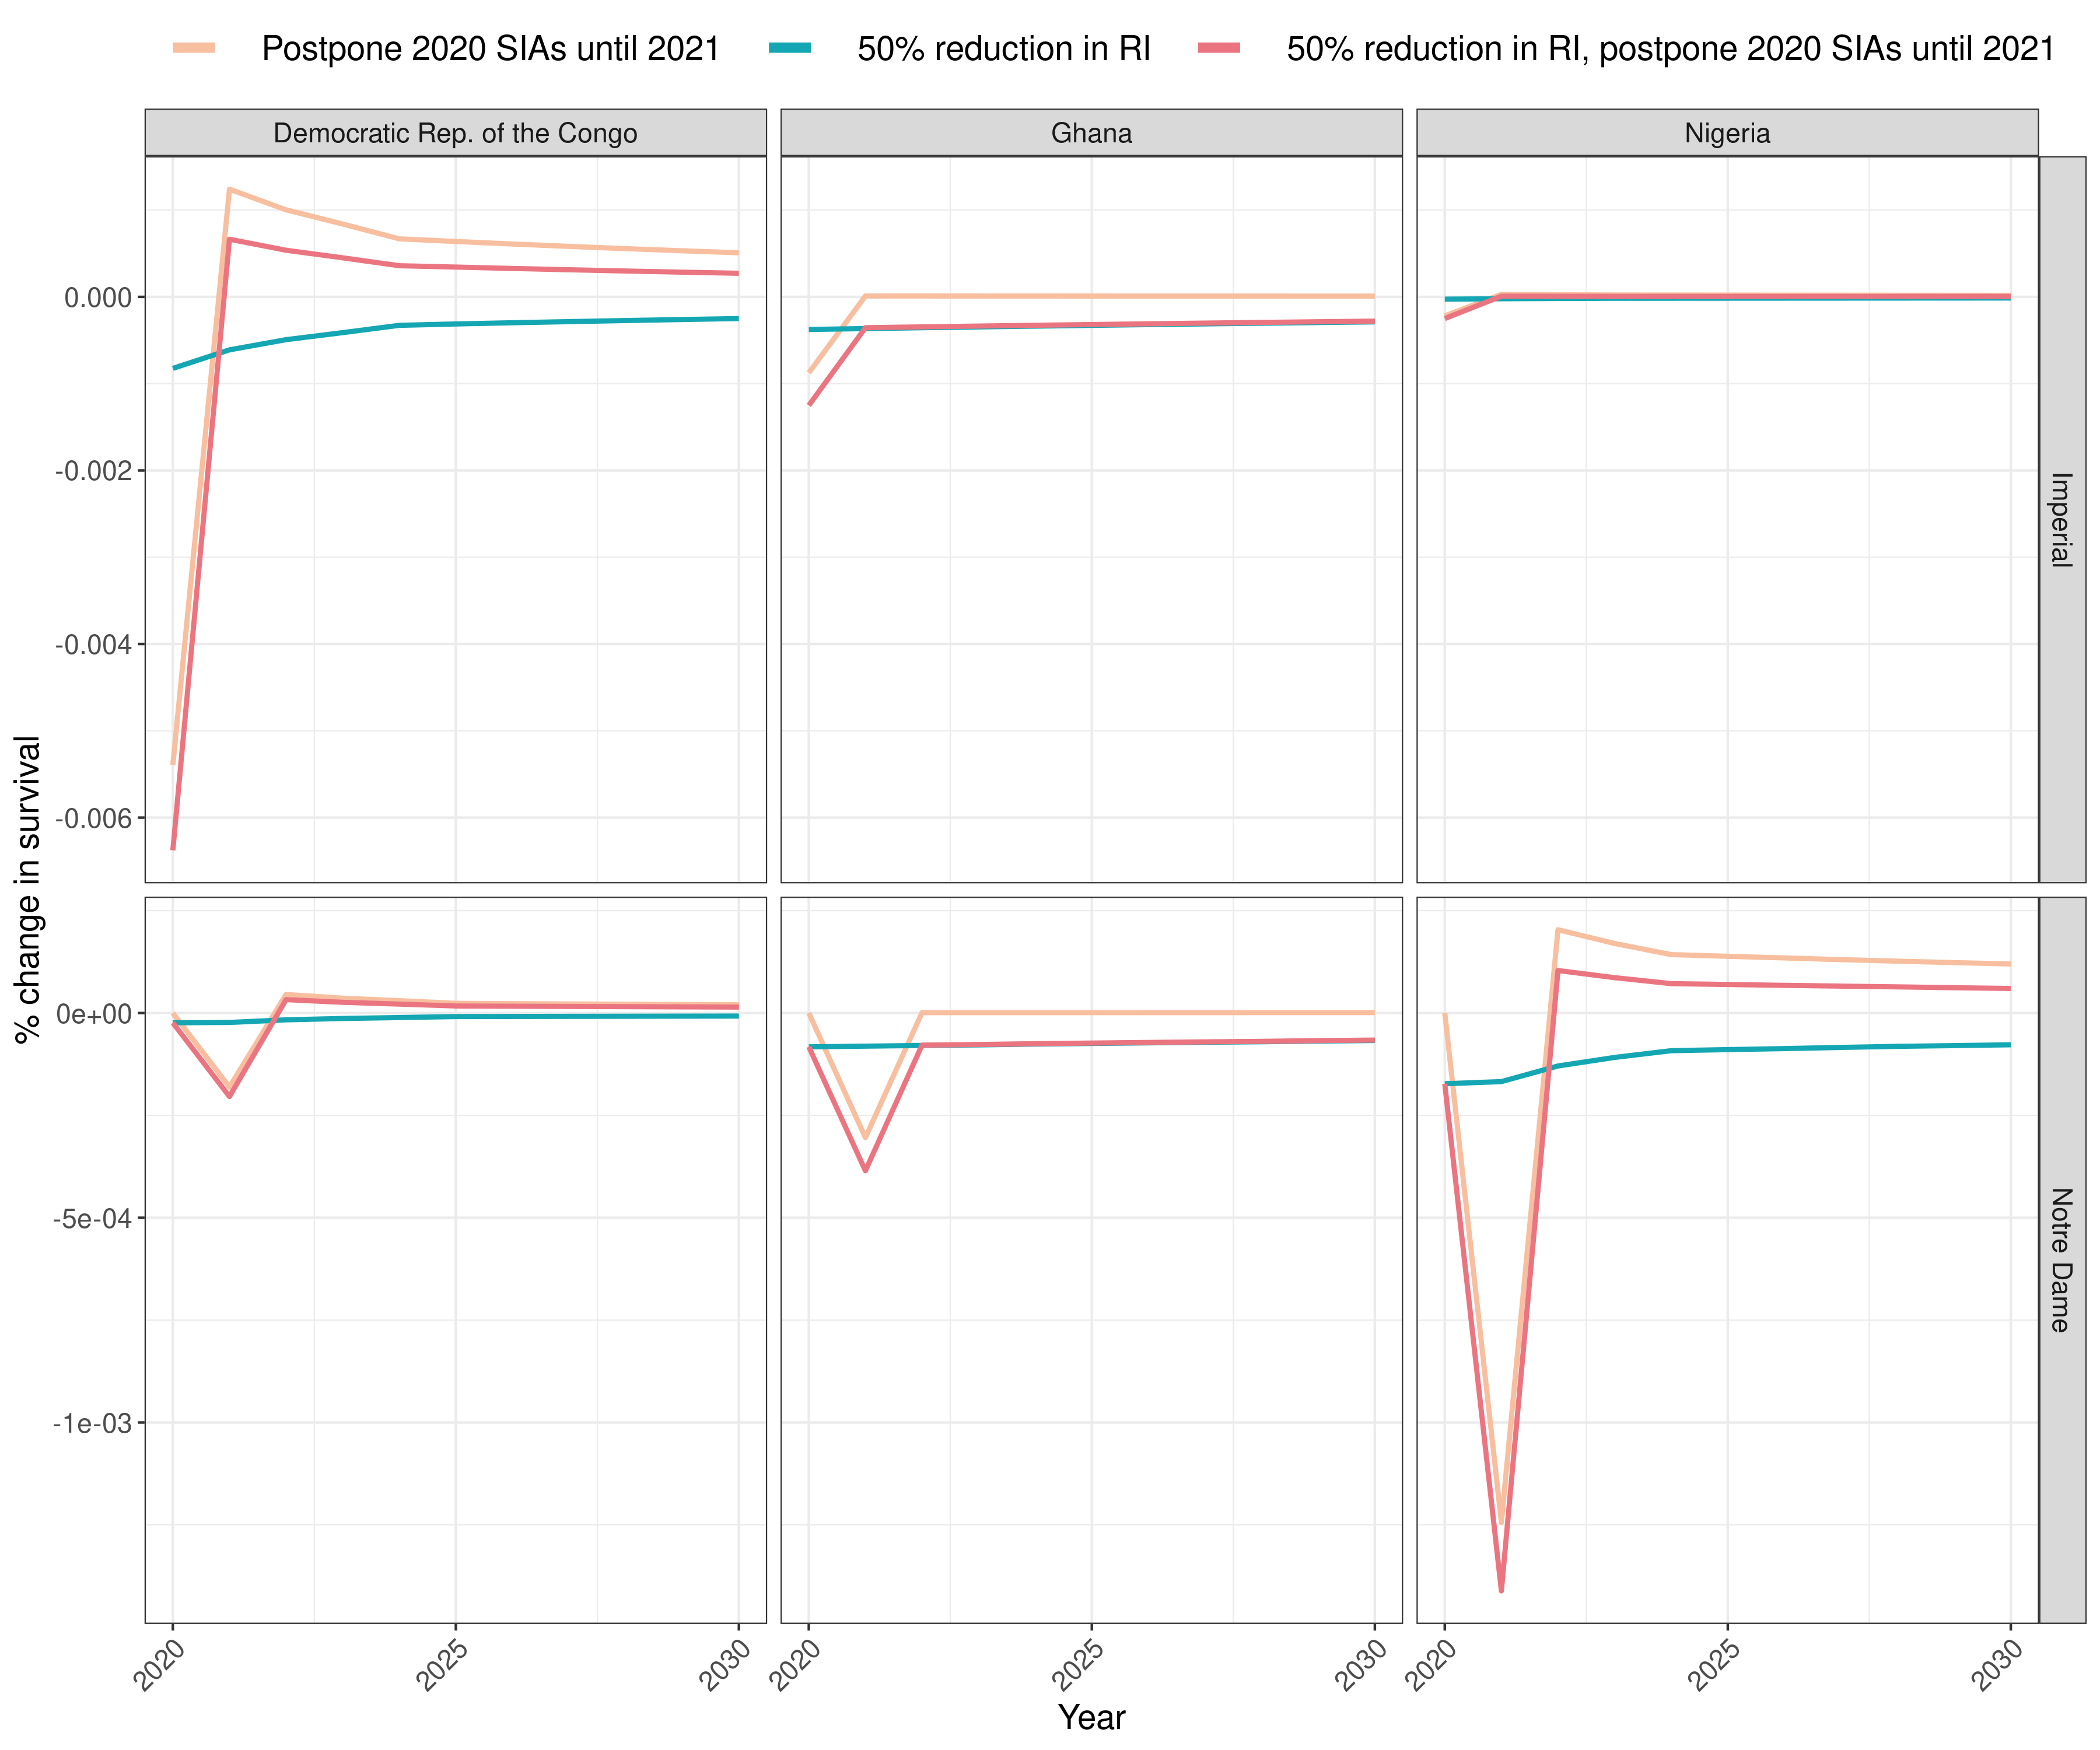 Postpone 2020 SIAs until 2021 50% reduction in RI 50% reduction in RI, postpone 2020 SIAs until 2021
Democratic Rep. of the Congo Ghana Nigeria
0.000
-0.002
-0.004
-0.006
Imperial
% change in survival
0e+00
-5e-04
-1e-03
Notre Dame
2020 2025 2030 2020 2025 2030 2020 2025 2030
Year